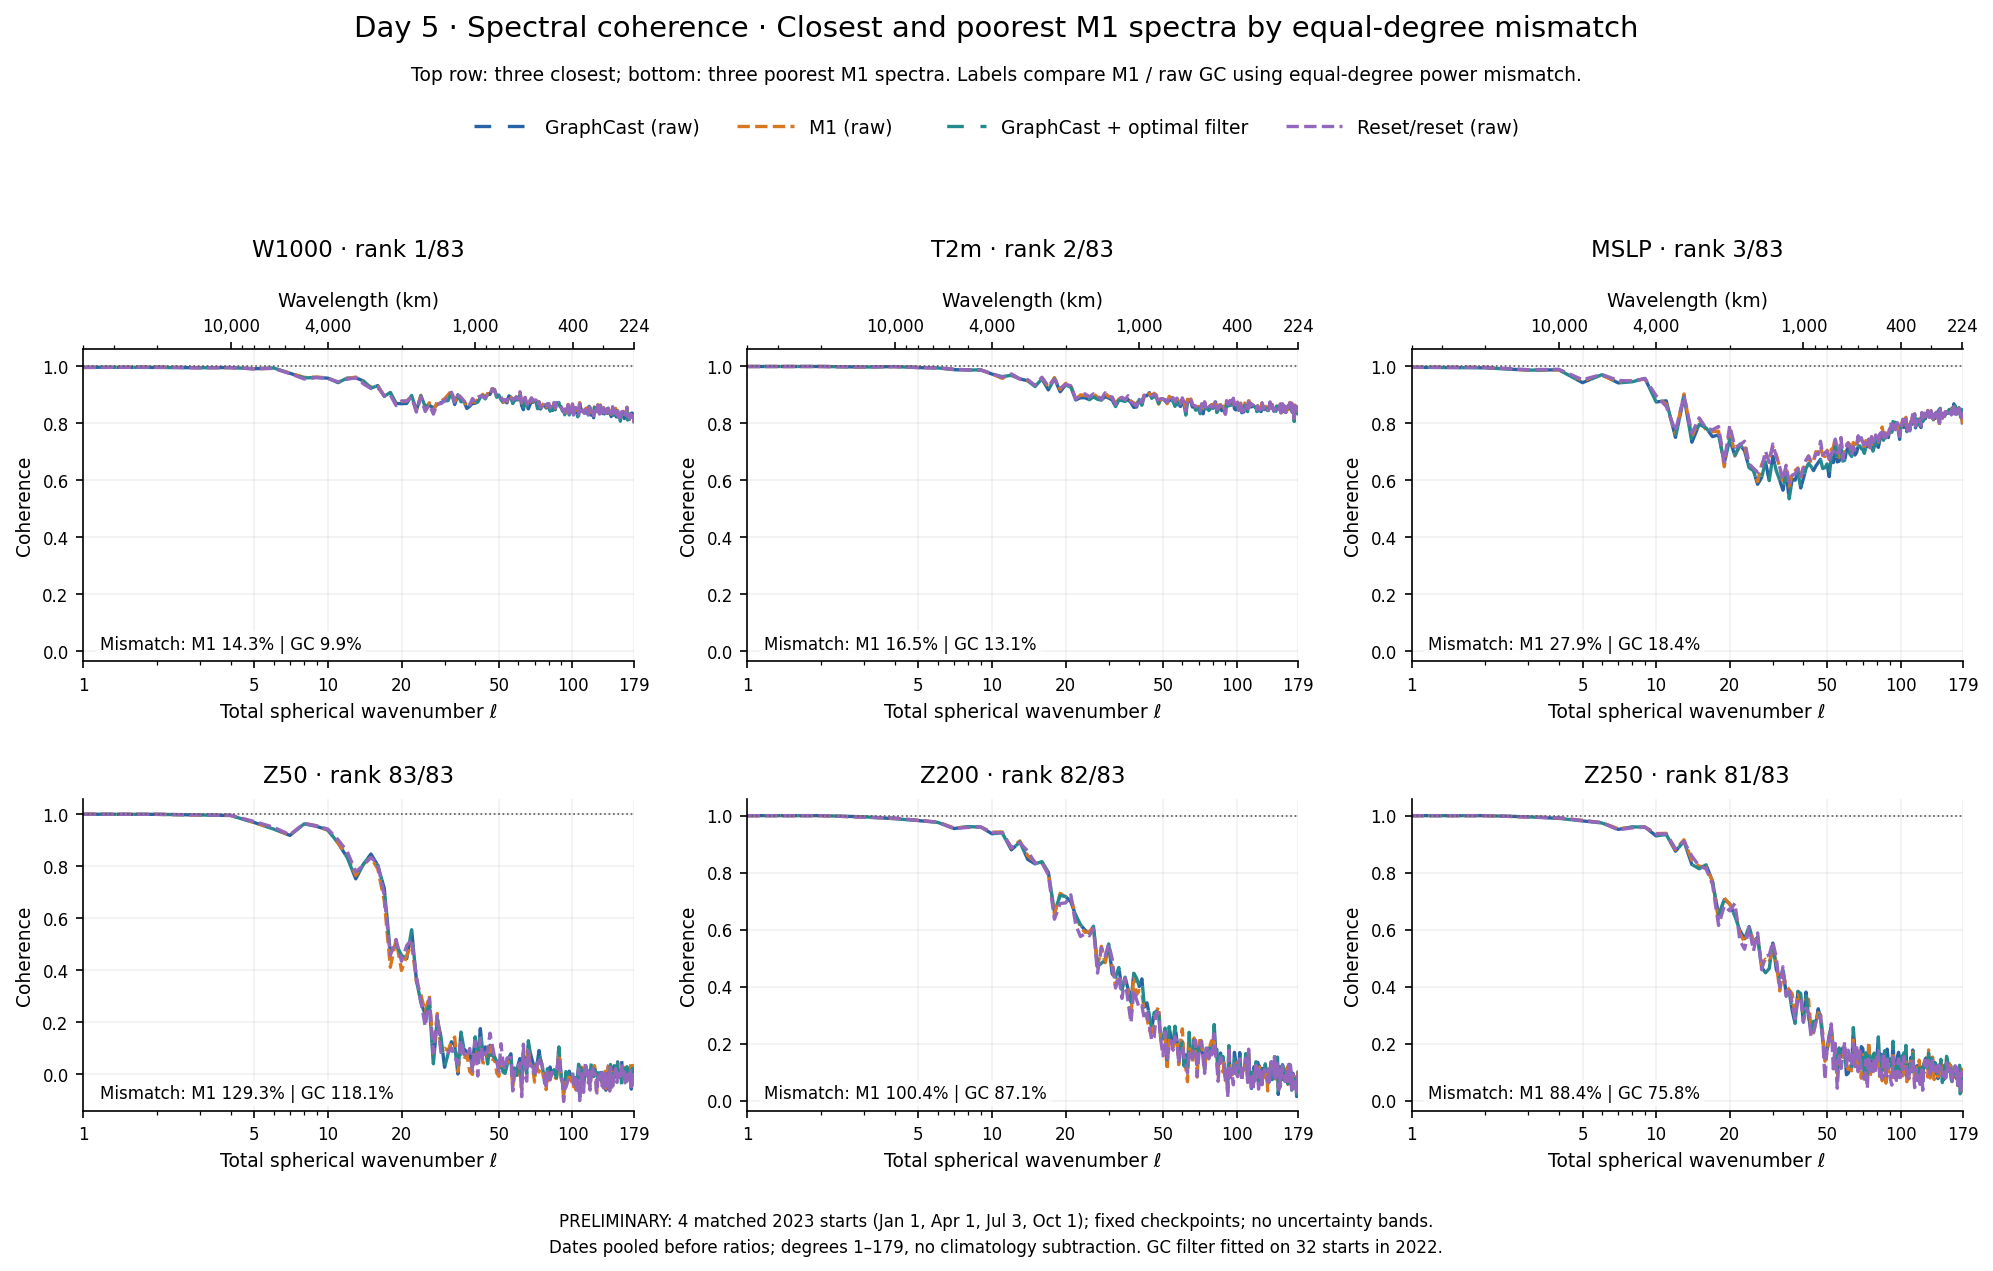 Day 5 · Spectral coherence · Closest and poorest M1 spectra by equal-degree mismatch
Top row: three closest; bottom: three poorest M1 spectra. Labels compare M1 / raw GC using equal-degree power mismatch.
GraphCast (raw) M1 (raw) GraphCast + optimal filter Reset/reset (raw)
W1000 · rank 1/83
Wavelength (km)
10,000 4,000 1,000 400 224
1.0
0.8
0.6
0.4
0.2
0.0
Coherence
Mismatch: M1 14.3% | GC 9.9%
1 5 10 20 50 100 179
Total spherical wavenumber ℓ
T2m · rank 2/83
Wavelength (km)
10,000 4,000 1,000 400 224
1.0
0.8
0.6
0.4
0.2
0.0
Coherence
Mismatch: M1 16.5% | GC 13.1%
1 5 10 20 50 100 179
Total spherical wavenumber ℓ
MSLP · rank 3/83
Wavelength (km)
10,000 4,000 1,000 400 224
1.0
0.8
0.6
0.4
0.2
0.0
Coherence
Mismatch: M1 27.9% | GC 18.4%
1 5 10 20 50 100 179
Total spherical wavenumber ℓ
Z50 · rank 83/83
1.0
0.8
0.6
0.4
0.2
0.0
Coherence
Mismatch: M1 129.3% | GC 118.1%
1 5 10 20 50 100 179
Total spherical wavenumber ℓ
Z200 · rank 82/83
1.0
0.8
0.6
0.4
0.2
0.0
Coherence
Mismatch: M1 100.4% | GC 87.1%
1 5 10 20 50 100 179
Total spherical wavenumber ℓ
Z250 · rank 81/83
1.0
0.8
0.6
0.4
0.2
0.0
Coherence
Mismatch: M1 88.4% | GC 75.8%
1 5 10 20 50 100 179
Total spherical wavenumber ℓ
PRELIMINARY: 4 matched 2023 starts (Jan 1, Apr 1, Jul 3, Oct 1); fixed checkpoints; no uncertainty bands.
Dates pooled before ratios; degrees 1–179, no climatology subtraction. GC filter fitted on 32 starts in 2022.